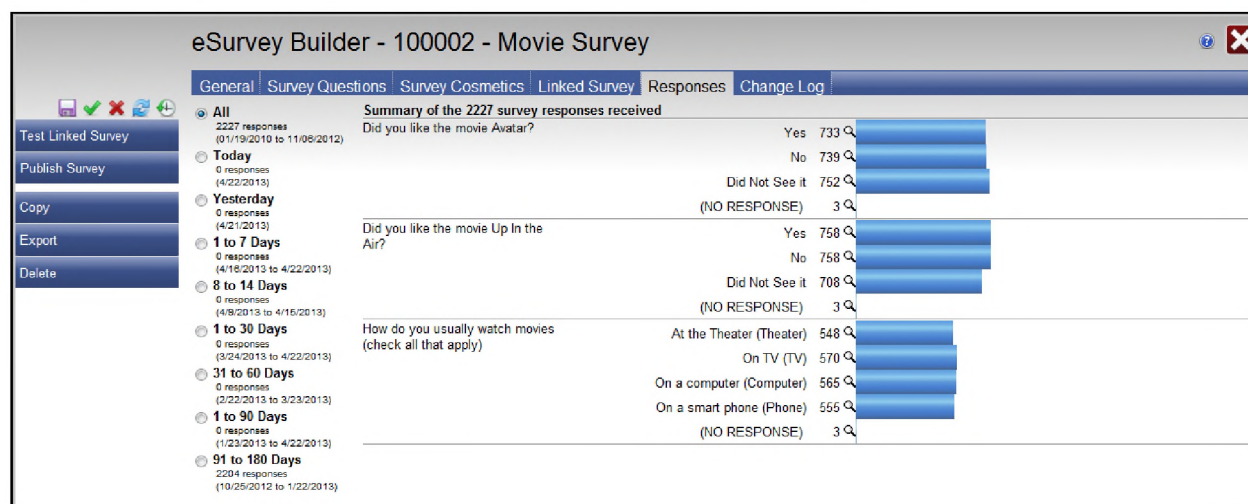 eSurvey Builder - 100002 - Movie Survey
General Survey Questions Survey Cosmetics Linked Survey Responses Change Log
Test Linked Survey
Publish Survey
Copy
Export
Delete
All
2227 responses
(01/19/2010 to 11/06/2012)
Today
0 responses
(4/22/2013)
Yesterday
0 responses
(4/21/2013)
1 to 7 Days
0 responses
(4/16/2013 to 4/22/2013)
8 to 14 Days
0 responses
(4/9/2013 to 4/15/2013)
1 to 30 Days
0 responses
(3/24/2013 to 4/22/2013)
31 to 60 Days
0 responses
(2/22/2013 to 3/23/2013)
1 to 90 Days
0 responses
(1/23/2013 to 4/22/2013)
91 to 180 Days
2204 responses
(10/25/2012 to 1/22/2013)
Summary of the 2227 survey responses received
Did you like the movie Avatar?
Yes 733
No 739
Did Not See it 752
(NO RESPONSE) 3
Did you like the movie Up In the
Air?
Yes 758
No 758
Did Not See it 708
(NO RESPONSE) 3
How do you usually watch movies
(check all that apply)
At the Theater (Theater) 548
On TV (TV) 570
On a computer (Computer) 565
On a smart phone (Phone) 555
(NO RESPONSE) 3